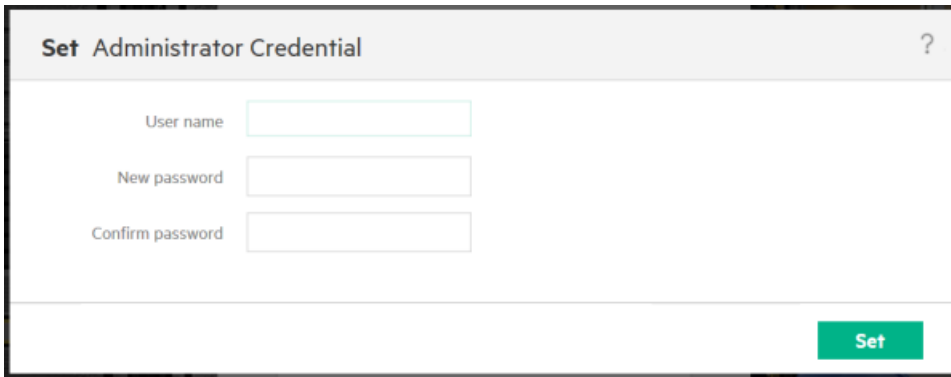 Set Administrator Credential ?
User name
New password
Confirm password
Set